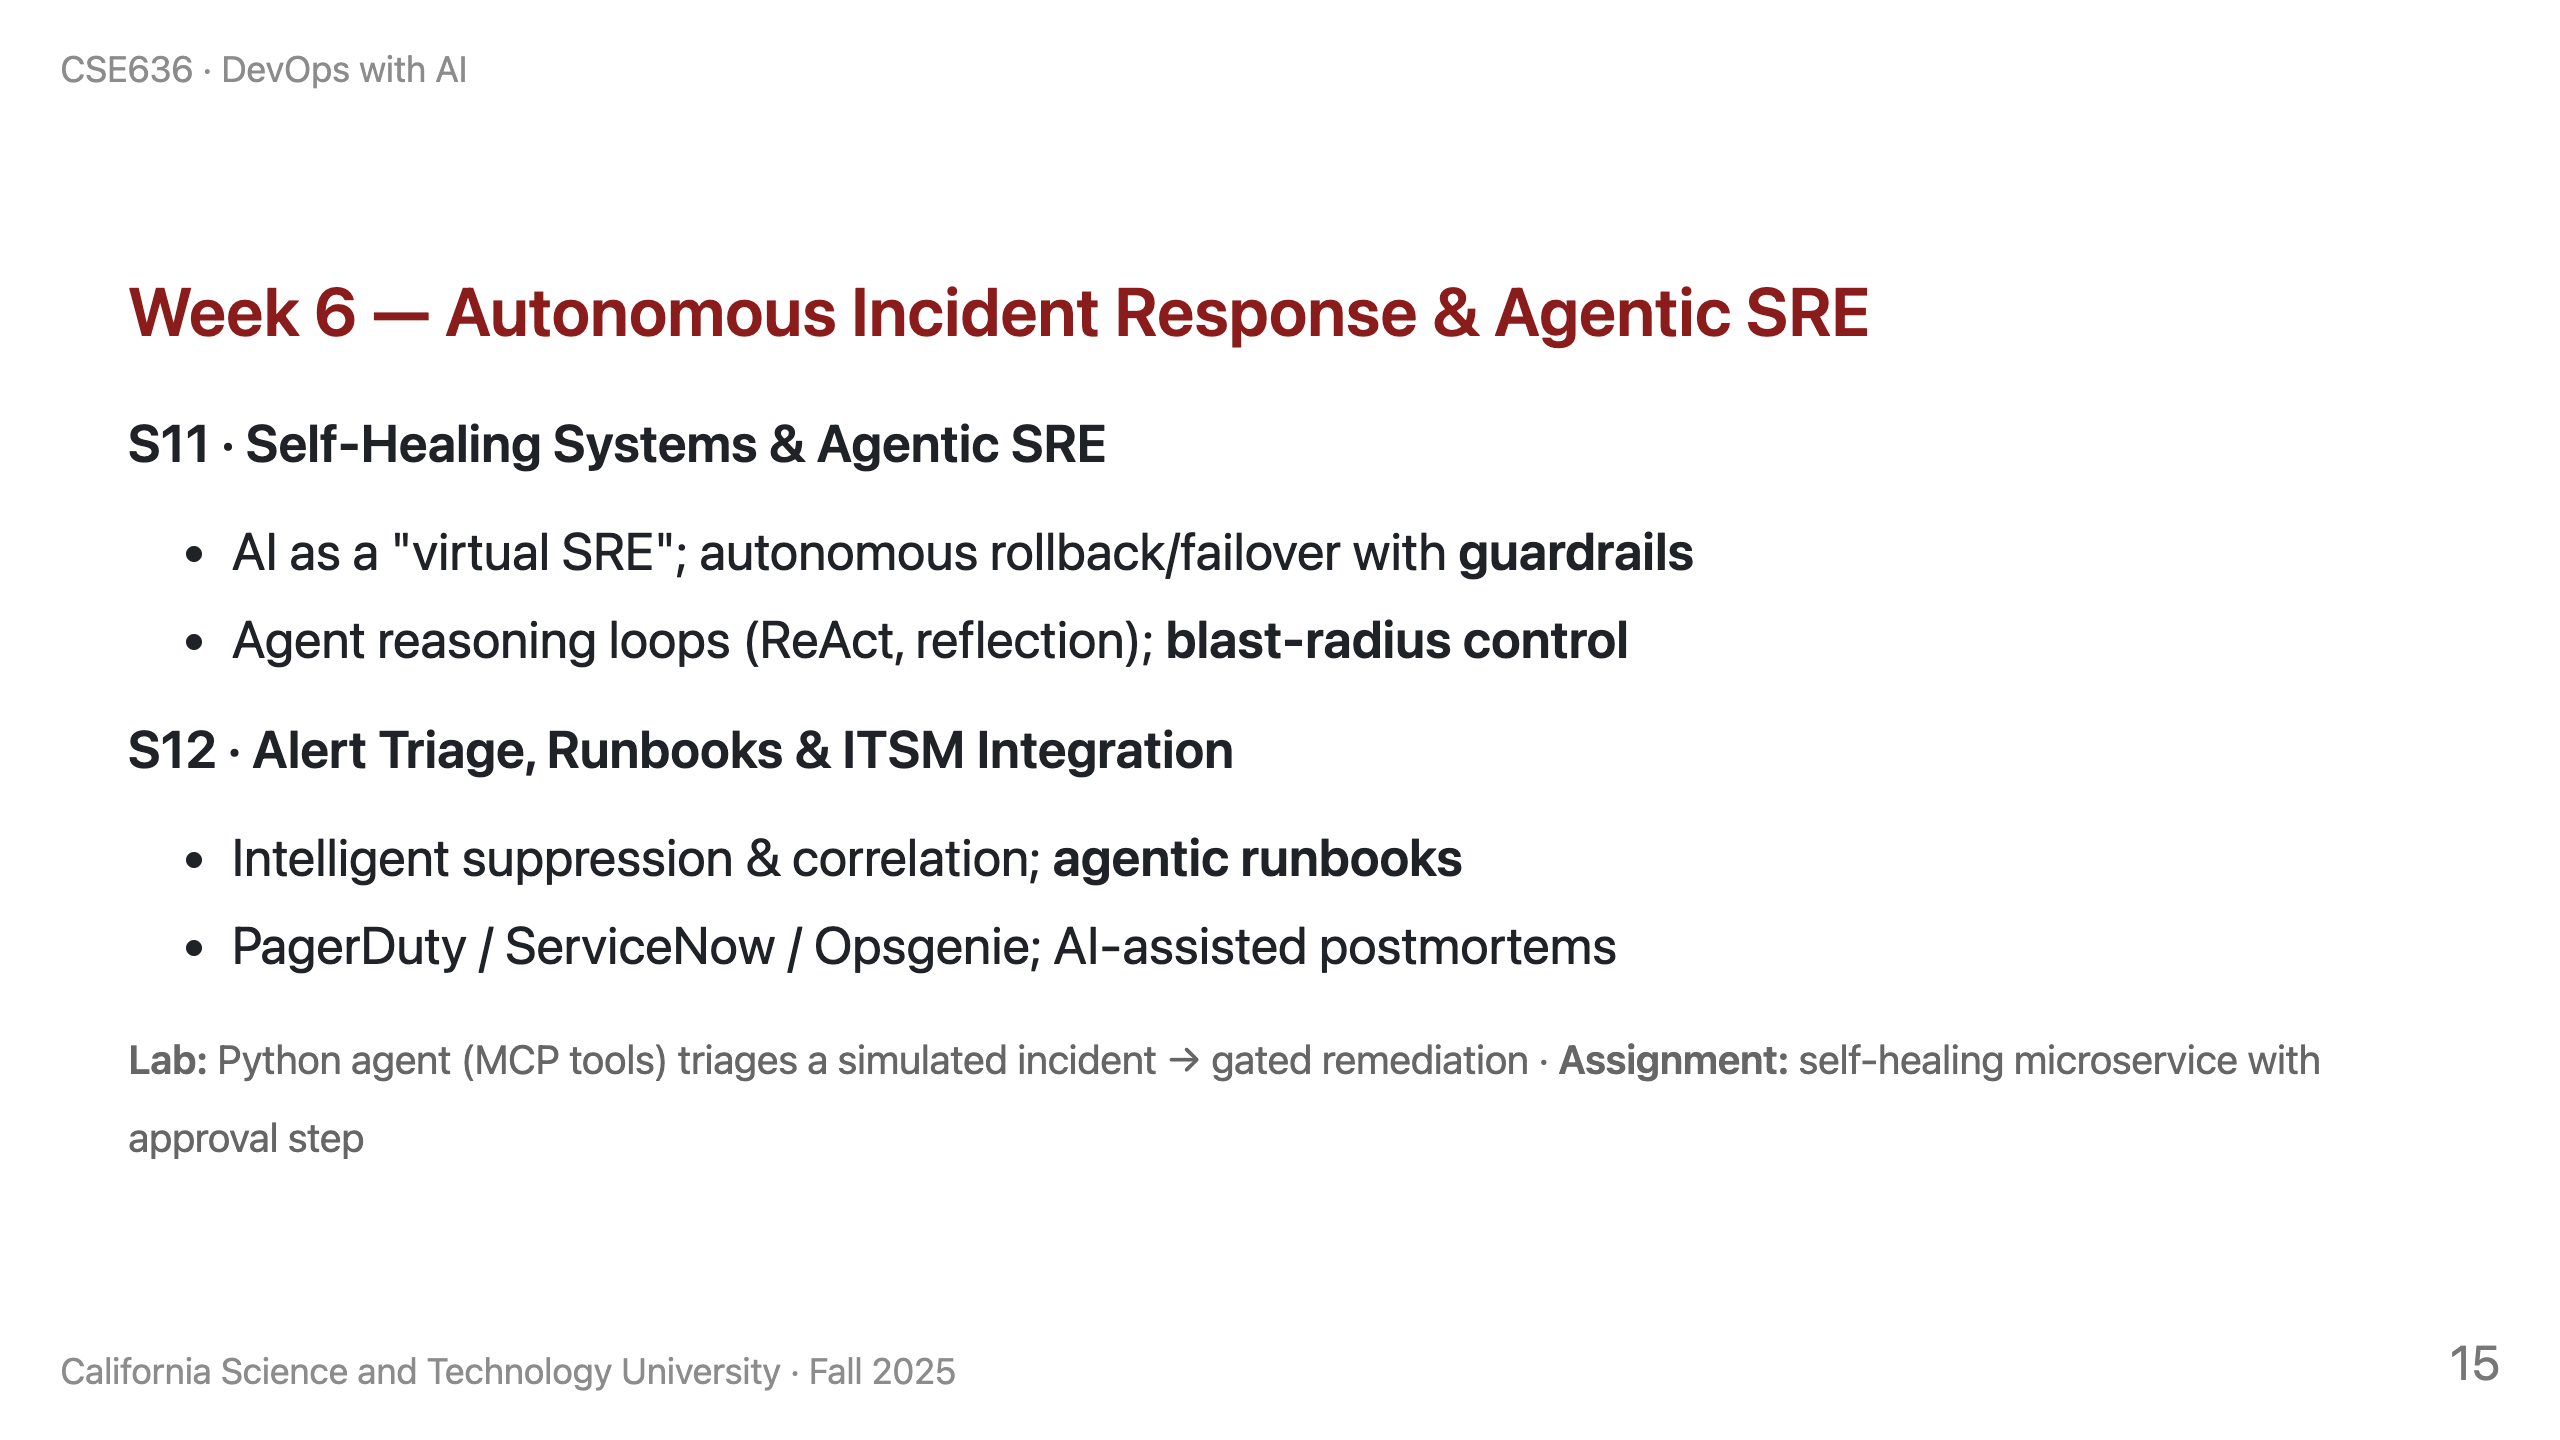 CSE636 · DevOps with AI
Week 6 — Autonomous Incident Response & Agentic SRE
S11 · Self-Healing Systems & Agentic SRE
• AI as a "virtual SRE"; autonomous rollback/failover with guardrails
• Agent reasoning loops (ReAct, reflection); blast-radius control
S12 · Alert Triage, Runbooks & ITSM Integration
• Intelligent suppression & correlation; agentic runbooks
• PagerDuty / ServiceNow / Opsgenie; AI-assisted postmortems
Lab: Python agent (MCP tools) triages a simulated incident → gated remediation · Assignment: self-healing microservice with
approval step
California Science and Technology University · Fall 2025
15